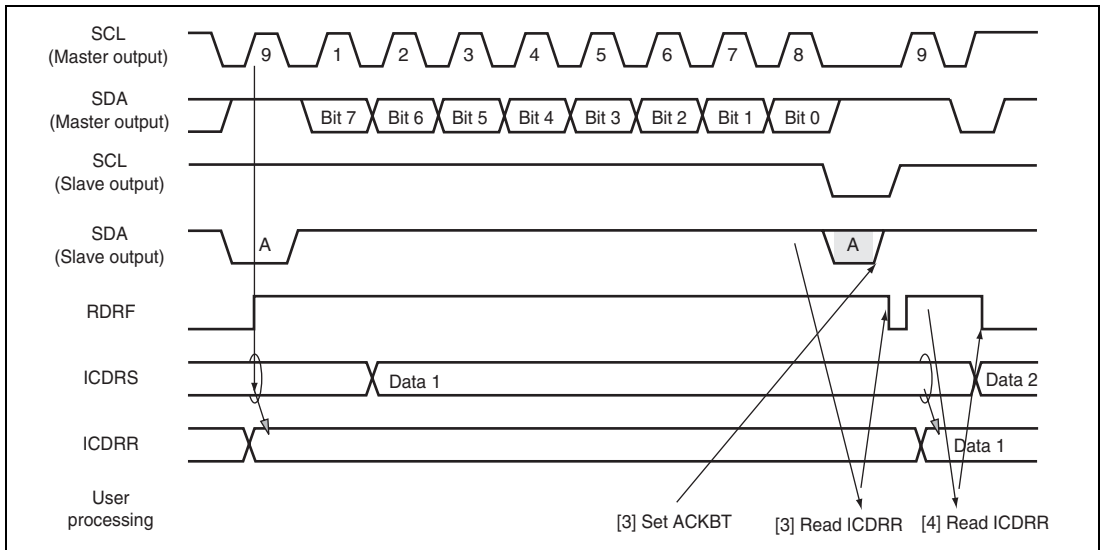 SCL
(Master output)
9 1 2 3 4 5 6 7 8 9
SDA
(Master output)
Bit 7 Bit 6 Bit 5 Bit 4 Bit 3 Bit 2 Bit 1 Bit 0
SCL
(Slave output)
SDA
(Slave output)
A A
RDRF
ICDRS
Data 1 Data 2
ICDRR
Data 1
User
processing
[3] Set ACKBT [3] Read ICDRR [4] Read ICDRR